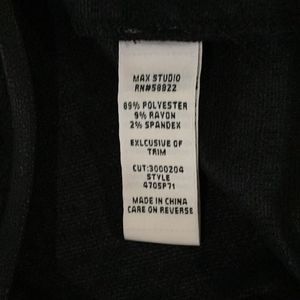 MAX STUDIO
RN#58822
89% POLYESTER
9% RAYON
2% SPANDEX
EXLCUSIVE OF
TRIM
CUT:3000204
STYLE
4705P71
MADE IN CHINA
CARE ON REVERSE